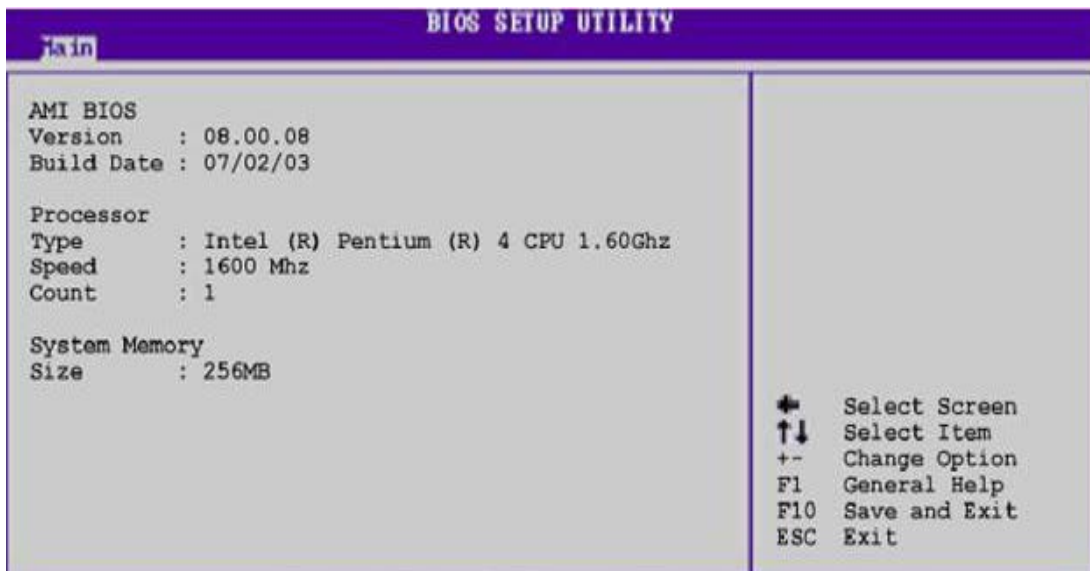 BIOS SETUP UTILITY
Main
AMI BIOS
Version : 08.00.08
Build Date : 07/02/03
Processor
Type : Intel (R) Pentium (R) 4 CPU 1.60Ghz
Speed : 1600 Mhz
Count : 1
System Memory
Size : 256MB
← Select Screen
↑↓ Select Item
+- Change Option
F1 General Help
F10 Save and Exit
ESC Exit